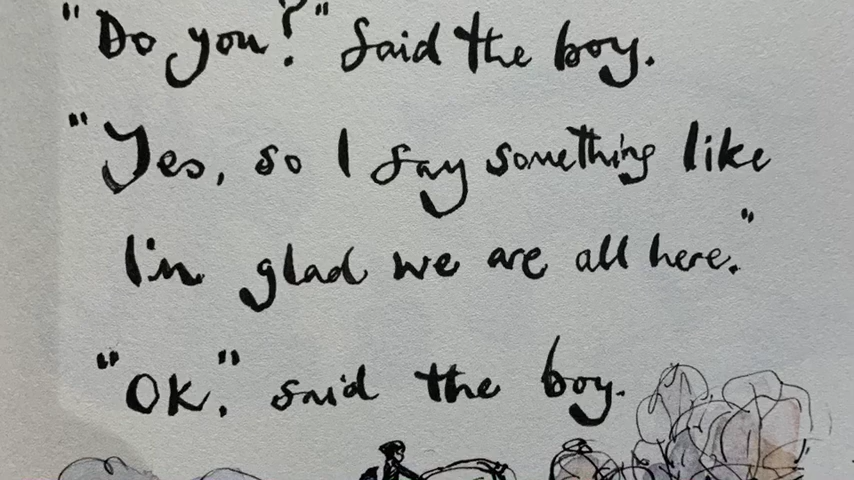 "Do you?" said the boy.
"Yes, so I say something like
I'm glad we are all here."
"OK," said the boy.